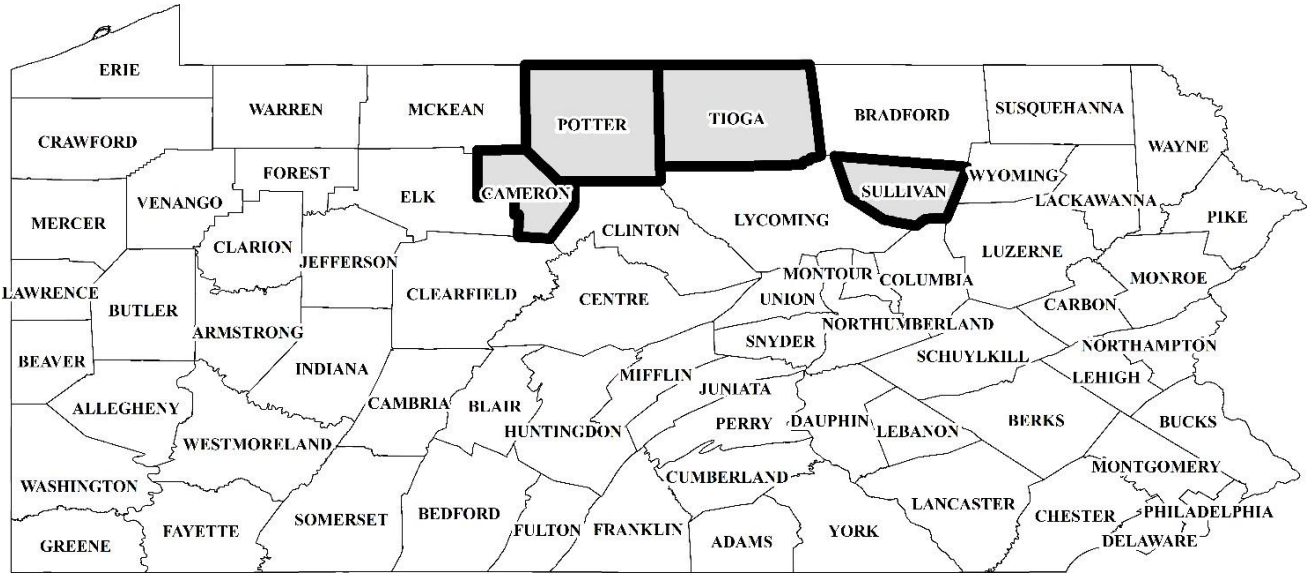 ERIE
WARREN
MCKEAN
POTTER
TIOGA
BRADFORD
SUSQUEHANNA
CRAWFORD
WAYNE
FOREST
ELK
CAMERON
SULLIVAN
WYOMING
VENANGO
LACKAWANNA
MERCER
LYCOMING
PIKE
CLINTON
CLARION
JEFFERSON
LUZERNE
MONTOUR
COLUMBIA
MONROE
LAWRENCE
BUTLER
CLEARFIELD
CENTRE
UNION
CARBON
ARMSTRONG
NORTHUMBERLAND
BEAVER
INDIANA
SNYDER
SCHUYLKILL
NORTHAMPTON
MIFFLIN
LEHIGH
ALLEGHENY
CAMBRIA
BLAIR
JUNIATA
HUNTINGDON
PERRY
DAUPHIN
LEBANON
BERKS
BUCKS
WESTMORELAND
CUMBERLAND
MONTGOMERY
WASHINGTON
LANCASTER
PHILADELPHIA
SOMERSET
BEDFORD
FULTON
FRANKLIN
YORK
CHESTER
FAYETTE
GREENE
ADAMS
DELAWARE